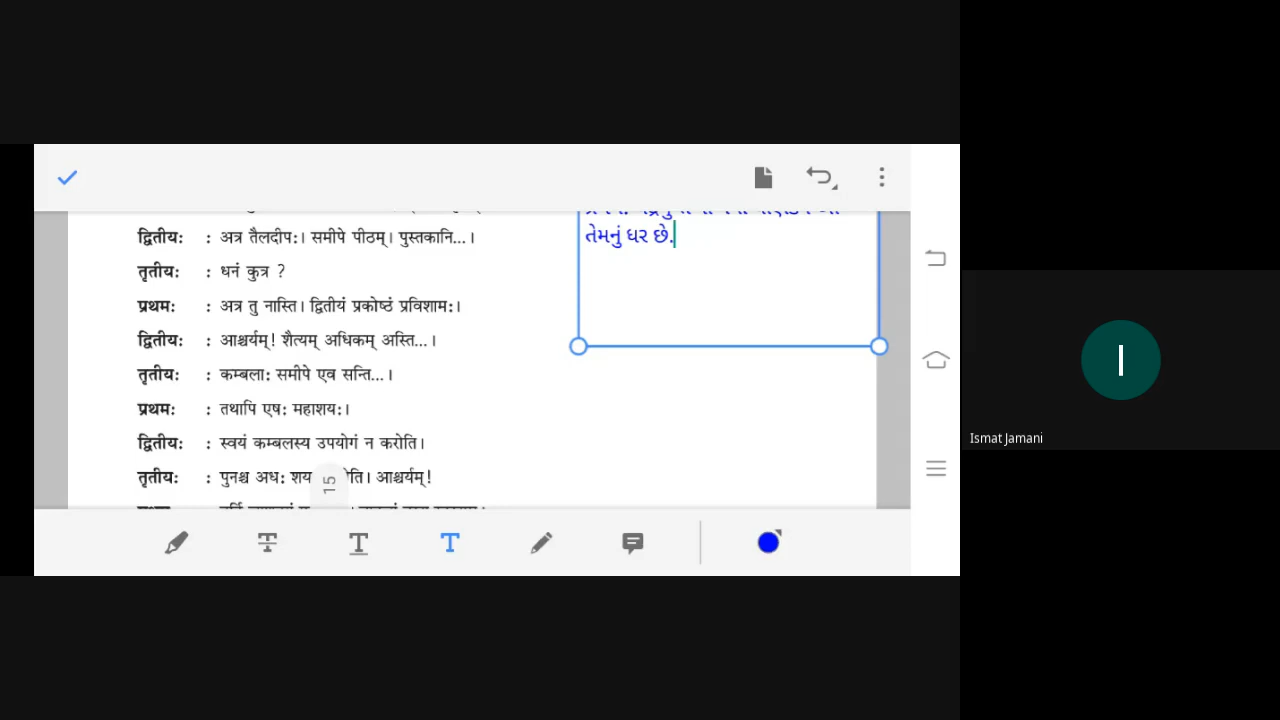 द्वितीय: : अत्र तैलदीप:। समीपे पीठम्। पुस्तकानि...।
તેમનું ધર છે.
तृतीय: : धनं कुत्र ?
प्रथम: : अत्र तु नास्ति। द्वितीयं प्रकोष्ठं प्रविशाम:।
द्वितीय: : आश्चर्यम्! शैत्यम् अधिकम् अस्ति...।
तृतीय: : कम्बला: समीपे एव सन्ति...।
प्रथम: : तथापि एष: महाशय:।
द्वितीय: : स्वयं कम्बलस्य उपयोगं न करोति।
तृतीय: : पुनश्च अध: आश्चर्यम्!
15
I
Ismat Jamani